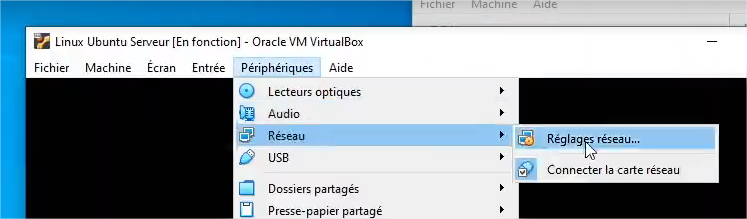 Fichier Machine Aide
Linux Ubuntu Serveur [En fonction] - Oracle VM VirtualBox
Fichier Machine Écran Entrée Périphériques Aide
Lecteurs optiques
Audio
Réseau
Réglages réseau...
USB
Connecter la carte réseau
Dossiers partagés
Presse-papier partagé